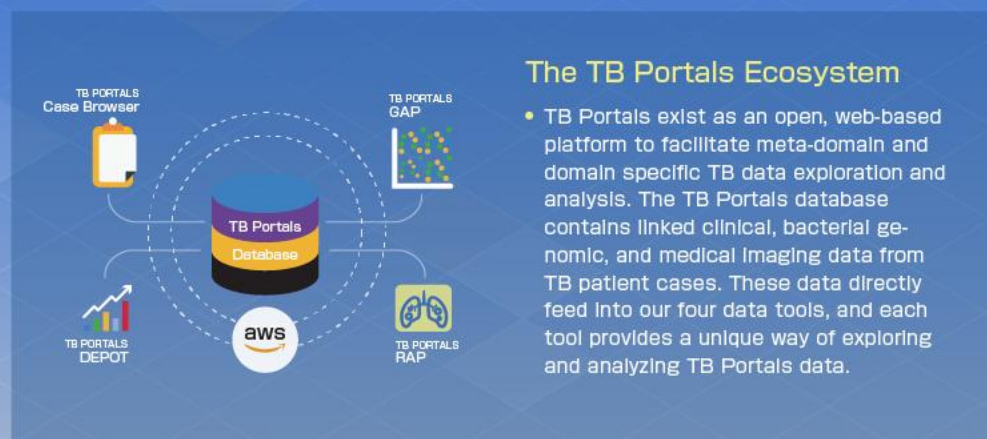 TB PORTALS
Case Browser
TB PORTALS
GAP
TB Portals
Database
aws
TB PORTALS
DEPOT
TB PORTALS
RAP
The TB Portals Ecosystem
• TB Portals exist as an open, web-based
platform to facilitate meta-domain and
domain specific TB data exploration and
analysis. The TB Portals database
contains linked clinical, bacterial ge-
nomic, and medical imaging data from
TB patient cases. These data directly
feed into our four data tools, and each
tool provides a unique way of exploring
and analyzing TB Portals data.